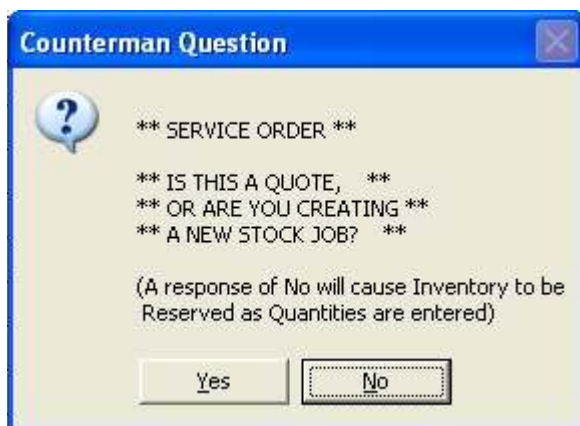 Counterman Question
** SERVICE ORDER **
** IS THIS A QUOTE, **
** OR ARE YOU CREATING **
** A NEW STOCK JOB? **
(A response of No will cause Inventory to be
Reserved as Quantities are entered)
Yes
No